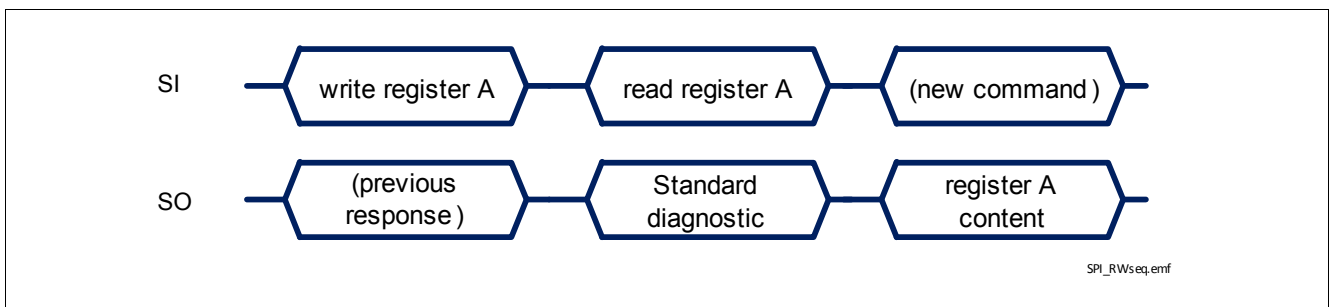 SI
write register A
read register A
(new command)
SO
(previous
response)
Standard
diagnostic
register A
content
SPI_RWseq.emf